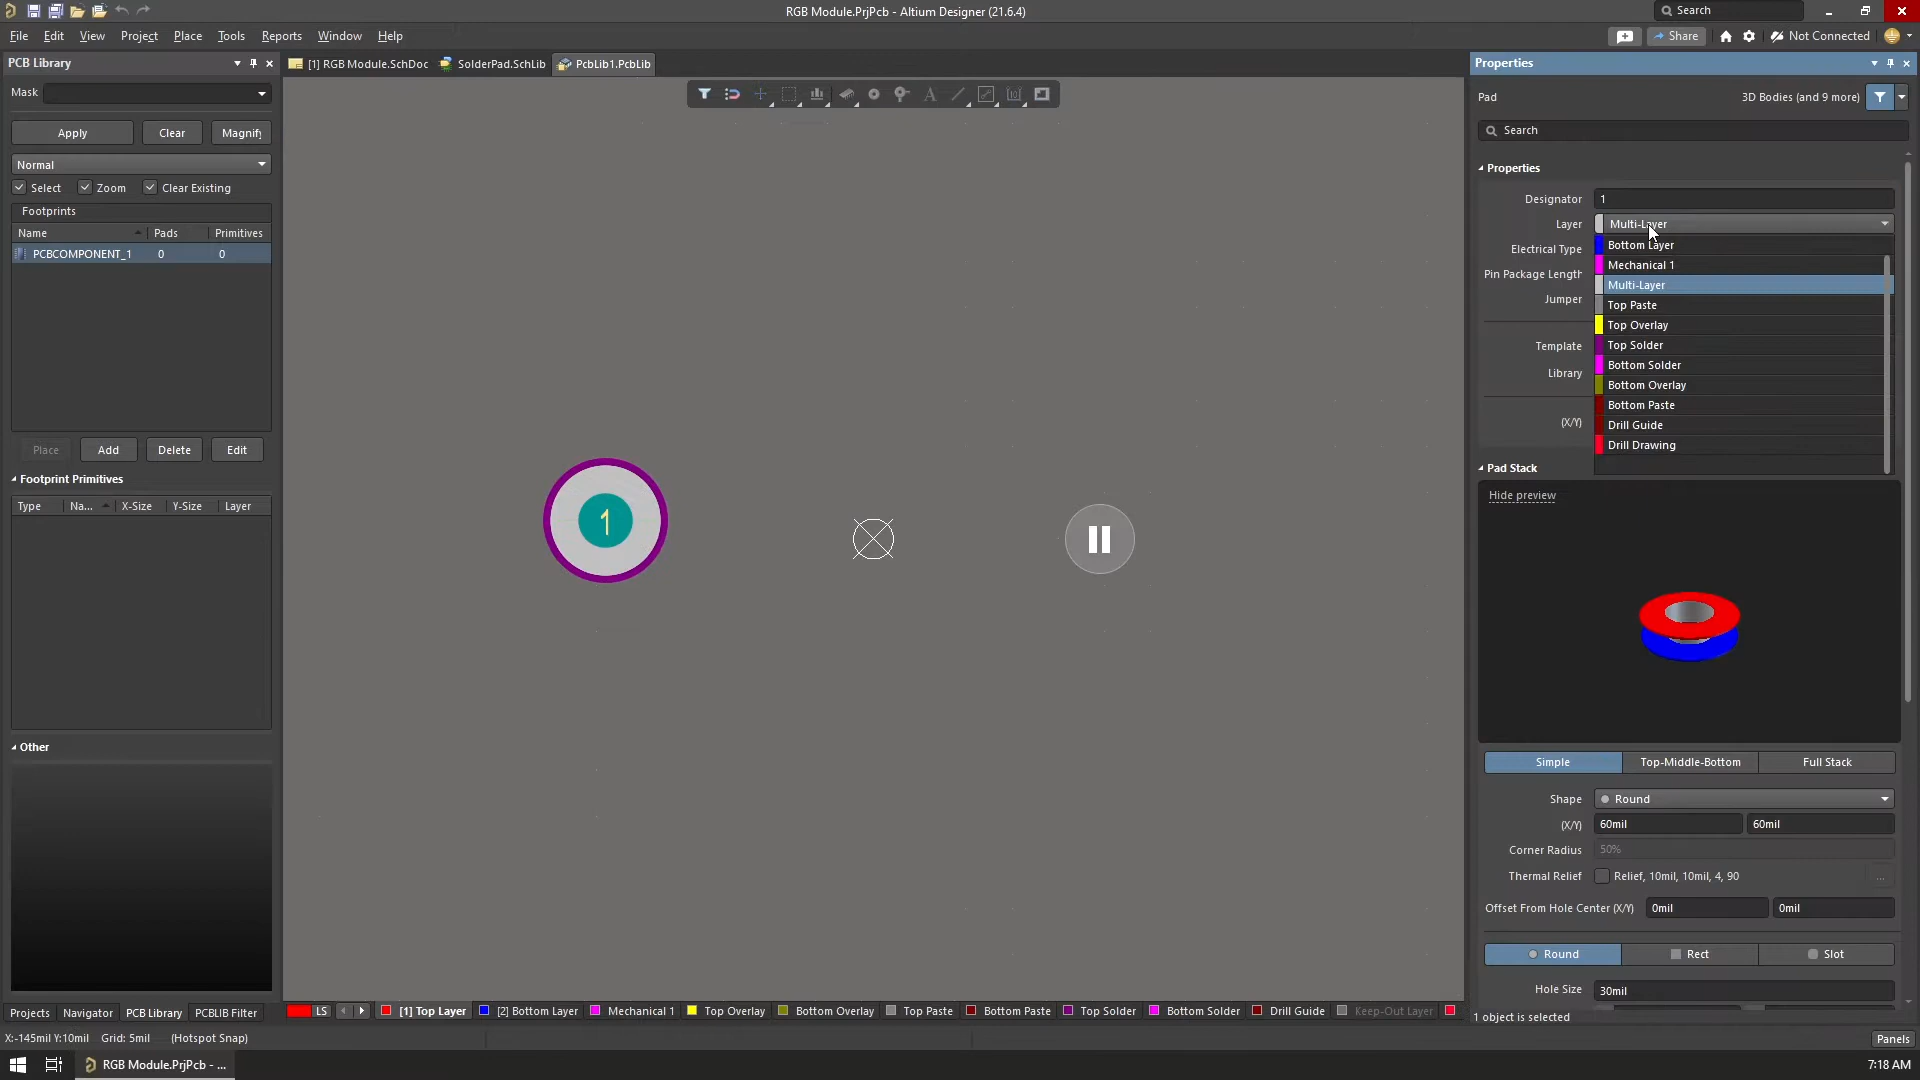 RGB Module.PrjPcb - Altium Designer (21.6.4)
Search
File Edit View Project Place Tools Reports Window Help
Share
Not Connected
PCB Library
[1] RGB Module.SchDoc
SolderPad.SchLib
PcbLib1.PcbLib
Properties
Mask
Pad
3D Bodies (and 9 more)
Apply
Clear
Magnify
Search
Normal
Properties
Select
Zoom
Clear Existing
Footprints
Designator
1
Name Pads Primitives
Layer
Multi-Layer
PCBCOMPONENT_1 0 0
Electrical Type
Pin Package Length
Jumper
Template
Library
(X/Y)
Bottom Layer
Mechanical 1
Multi-Layer
Top Paste
Top Overlay
Top Solder
Bottom Solder
Bottom Overlay
Bottom Paste
Drill Guide
Drill Drawing
Place
Add
Delete
Edit
Footprint Primitives
Type Na... X-Size Y-Size Layer
1
Pad Stack
Hide preview
Other
Simple
Top-Middle-Bottom
Full Stack
Shape
Round
(X/Y)
60mil
60mil
Corner Radius
50%
Thermal Relief
Relief, 10mil, 10mil, 4, 90
...
Offset From Hole Center (X/Y)
0mil
0mil
Round
Rect
Slot
Hole Size
30mil
Projects Navigator PCB Library PCBLIB Filter
LS
[1] Top Layer
[2] Bottom Layer
Mechanical 1
Top Overlay
Bottom Overlay
Top Paste
Bottom Paste
Top Solder
Bottom Solder
Drill Guide
Keep-Out Layer
1 object is selected
X:-145mil Y:10mil Grid: 5mil (Hotspot Snap)
Panels
RGB Module.PrjPcb - ...
7:18 AM